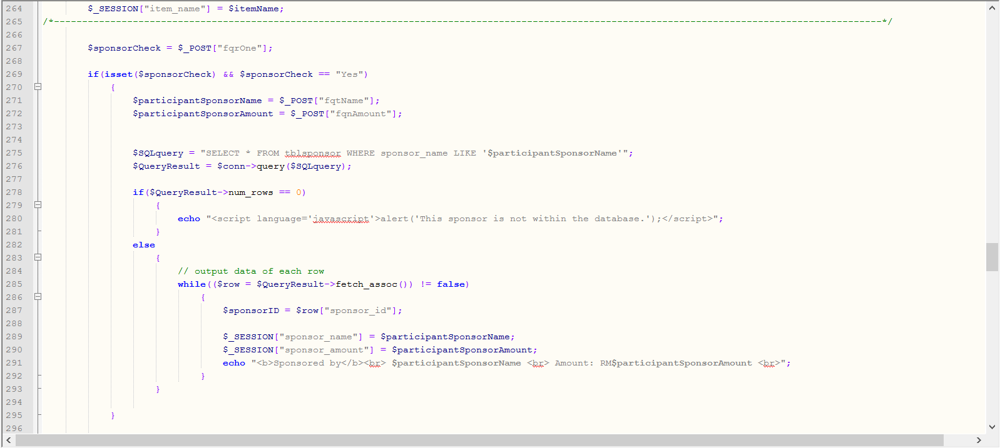 264 $_SESSION["item_name"] = $itemName;
265 /*---------------------------------------------------------------------------------------------------------------------------------------------------*/
266
267 $sponsorCheck = $_POST["fqrOne"];
268
269 if(isset($sponsorCheck) && $sponsorCheck == "Yes")
270 {
271 $participantSponsorName = $_POST["fqtName"];
272 $participantSponsorAmount = $_POST["fqnAmount"];
273
274
275 $SQLquery = "SELECT * FROM tblsponsor WHERE sponsor_name LIKE '$participantSponsorName'";
276 $QueryResult = $conn->query($SQLquery);
277
278 if($QueryResult->num_rows == 0)
279 {
280 echo "<script language='javascript'>alert('This sponsor is not within the database.');</script>";
281 }
282 else
283 {
284 // output data of each row
285 while(($row = $QueryResult->fetch_assoc()) != false)
286 {
287 $sponsorID = $row["sponsor_id"];
288
289 $_SESSION["sponsor_name"] = $participantSponsorName;
290 $_SESSION["sponsor_amount"] = $participantSponsorAmount;
291 echo "<b>Sponsored by</b><br> $participantSponsorName <br> Amount: RM$participantSponsorAmount <br>";
292 }
293 }
294
295 }
296